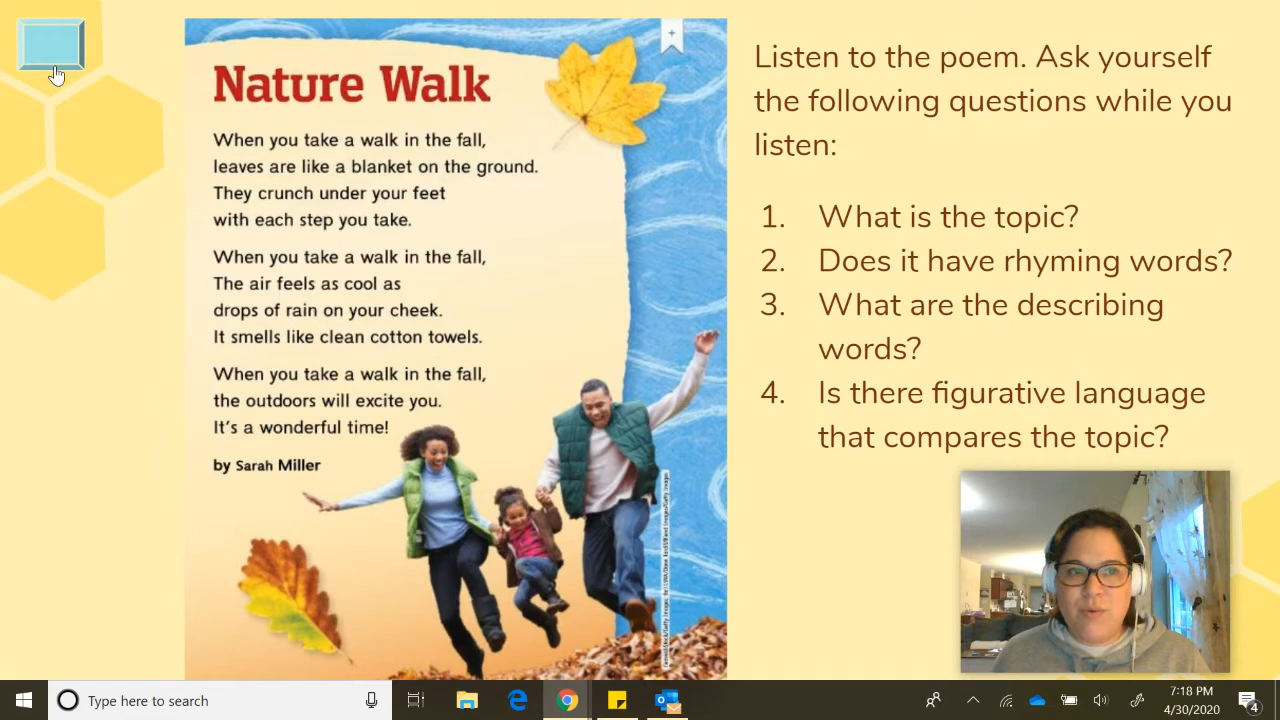 Nature Walk
When you take a walk in the fall,
leaves are like a blanket on the ground.
They crunch under your feet
with each step you take.
When you take a walk in the fall,
The air feels as cool as
drops of rain on your cheek.
It smells like clean cotton towels.
When you take a walk in the fall,
the outdoors will excite you.
It's a wonderful time!
by Sarah Miller
Listen to the poem. Ask yourself
the following questions while you
listen:
1. What is the topic?
2. Does it have rhyming words?
3. What are the describing
words?
4. Is there figurative language
that compares the topic?
Type here to search
7:18 PM
4/30/2020
4